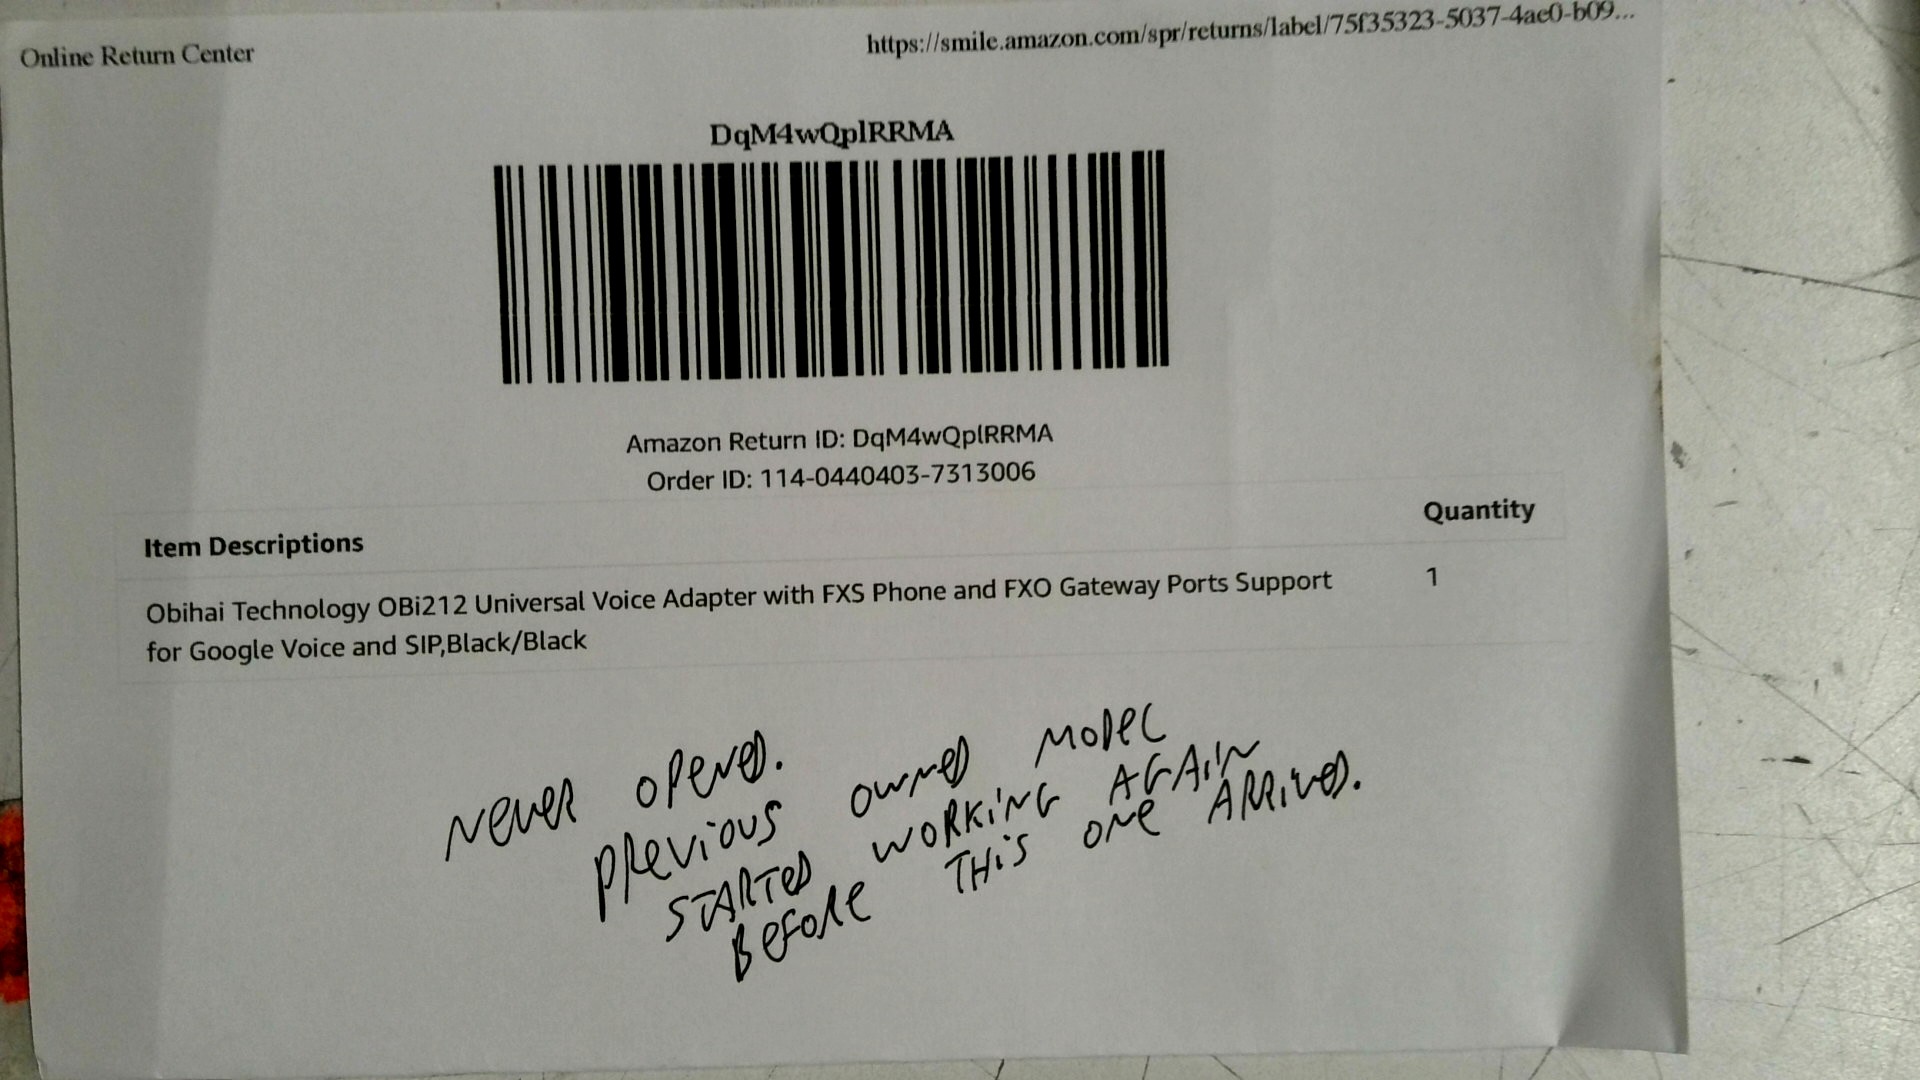 Online Return Center
https://smile.amazon.com/spr/returns/label/75f35323-5037-4ae0-b09...
DqM4wQplRRMA
Amazon Return ID: DqM4wQplRRMA
Order ID: 114-0440403-7313006
Item Descriptions Quantity
Obihai Technology OBi212 Universal Voice Adapter with FXS Phone and FXO Gateway Ports Support 1
for Google Voice and SIP,Black/Black
NEVER OPENED.
PREVIOUS OWNED MODEL
STARTED WORKING AGAIN
BEFORE THIS ONE ARRIVED.